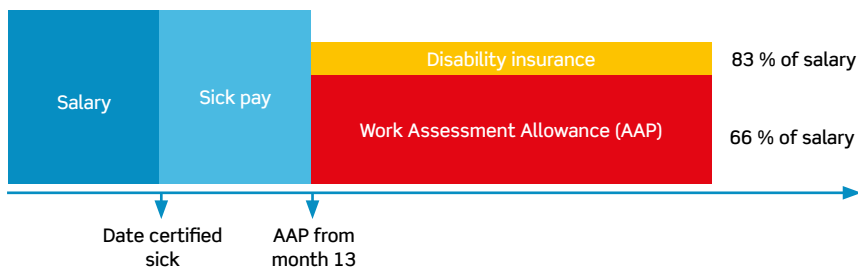 Salary
Sick pay
Disability insurance
83 % of salary
Work Assessment Allowance (AAP)
66 % of salary
Date certified
sick
AAP from
month 13